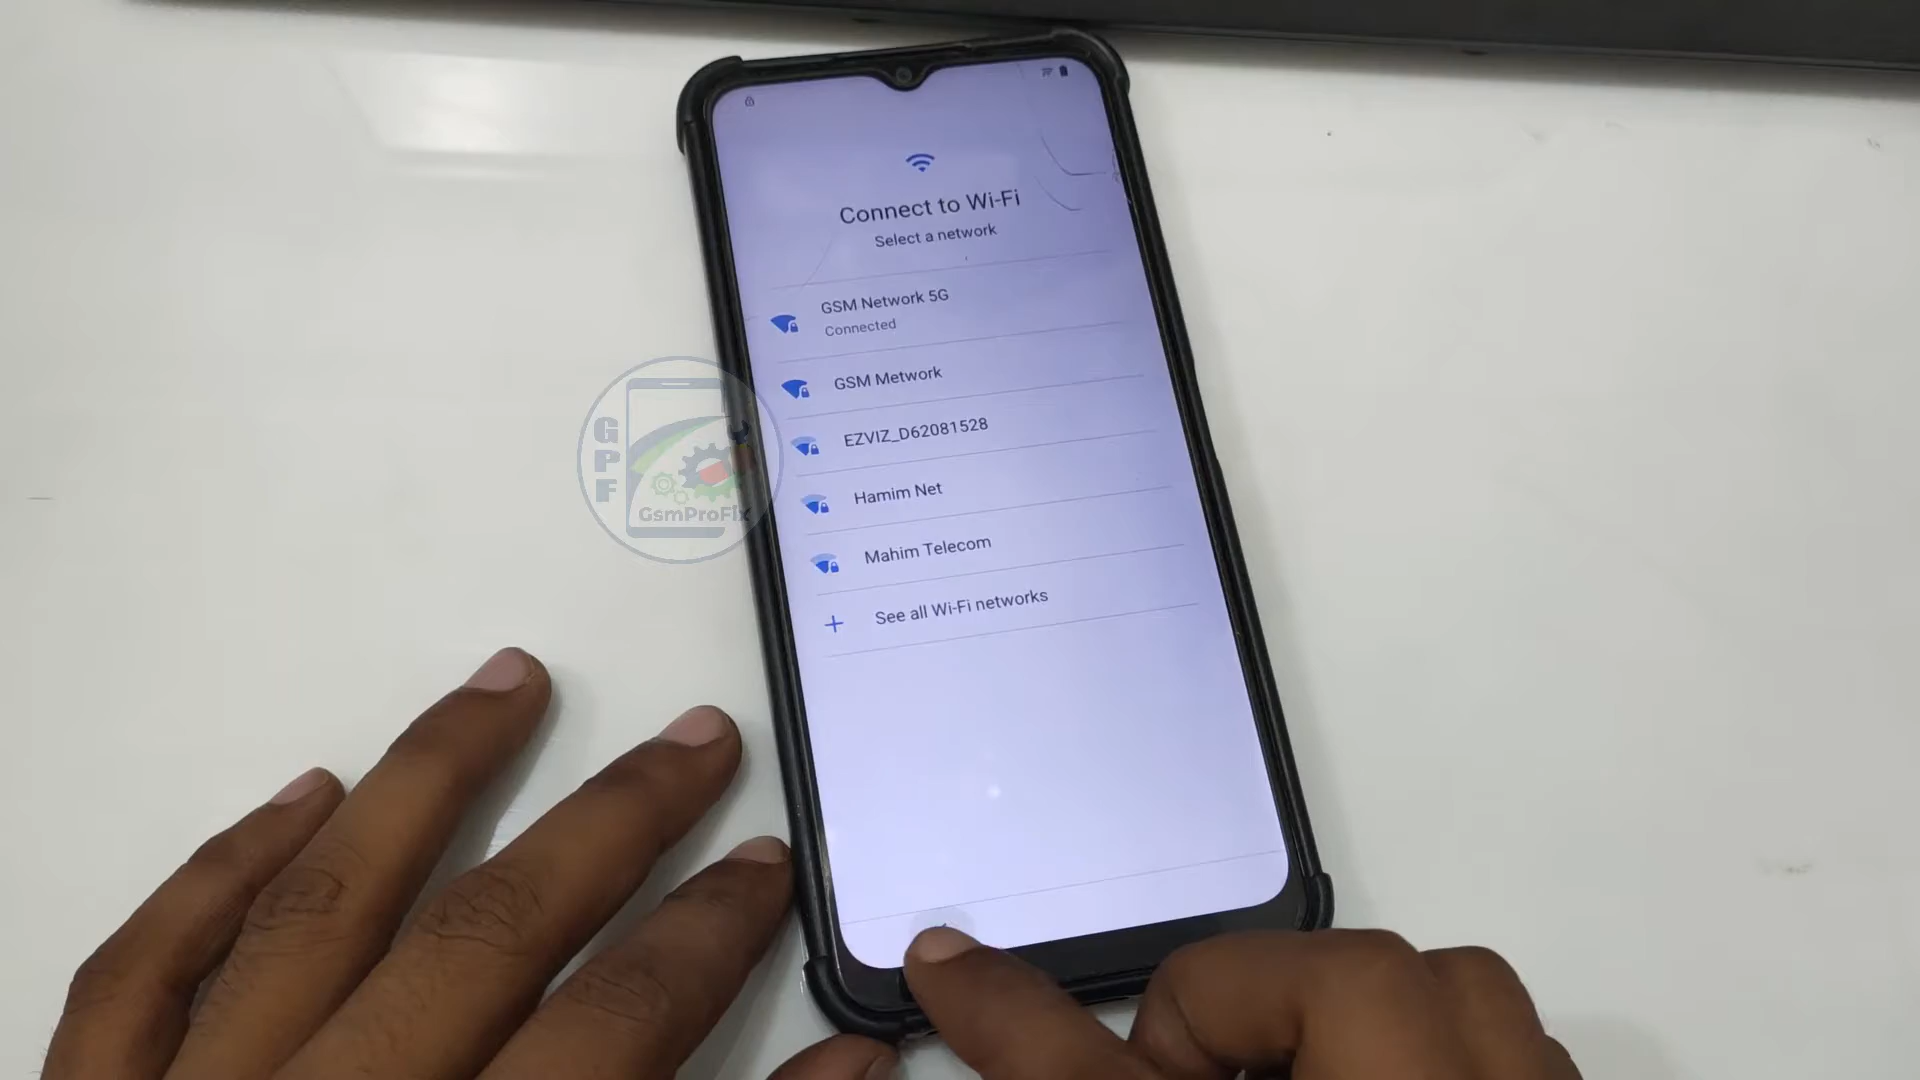 Connect to Wi-Fi
Select a network
GSM Network 5G
Connected
GSM Metwork
EZVIZ_D62081528
Hamim Net
Mahim Telecom
See all Wi-Fi networks
GPF
GsmProFix